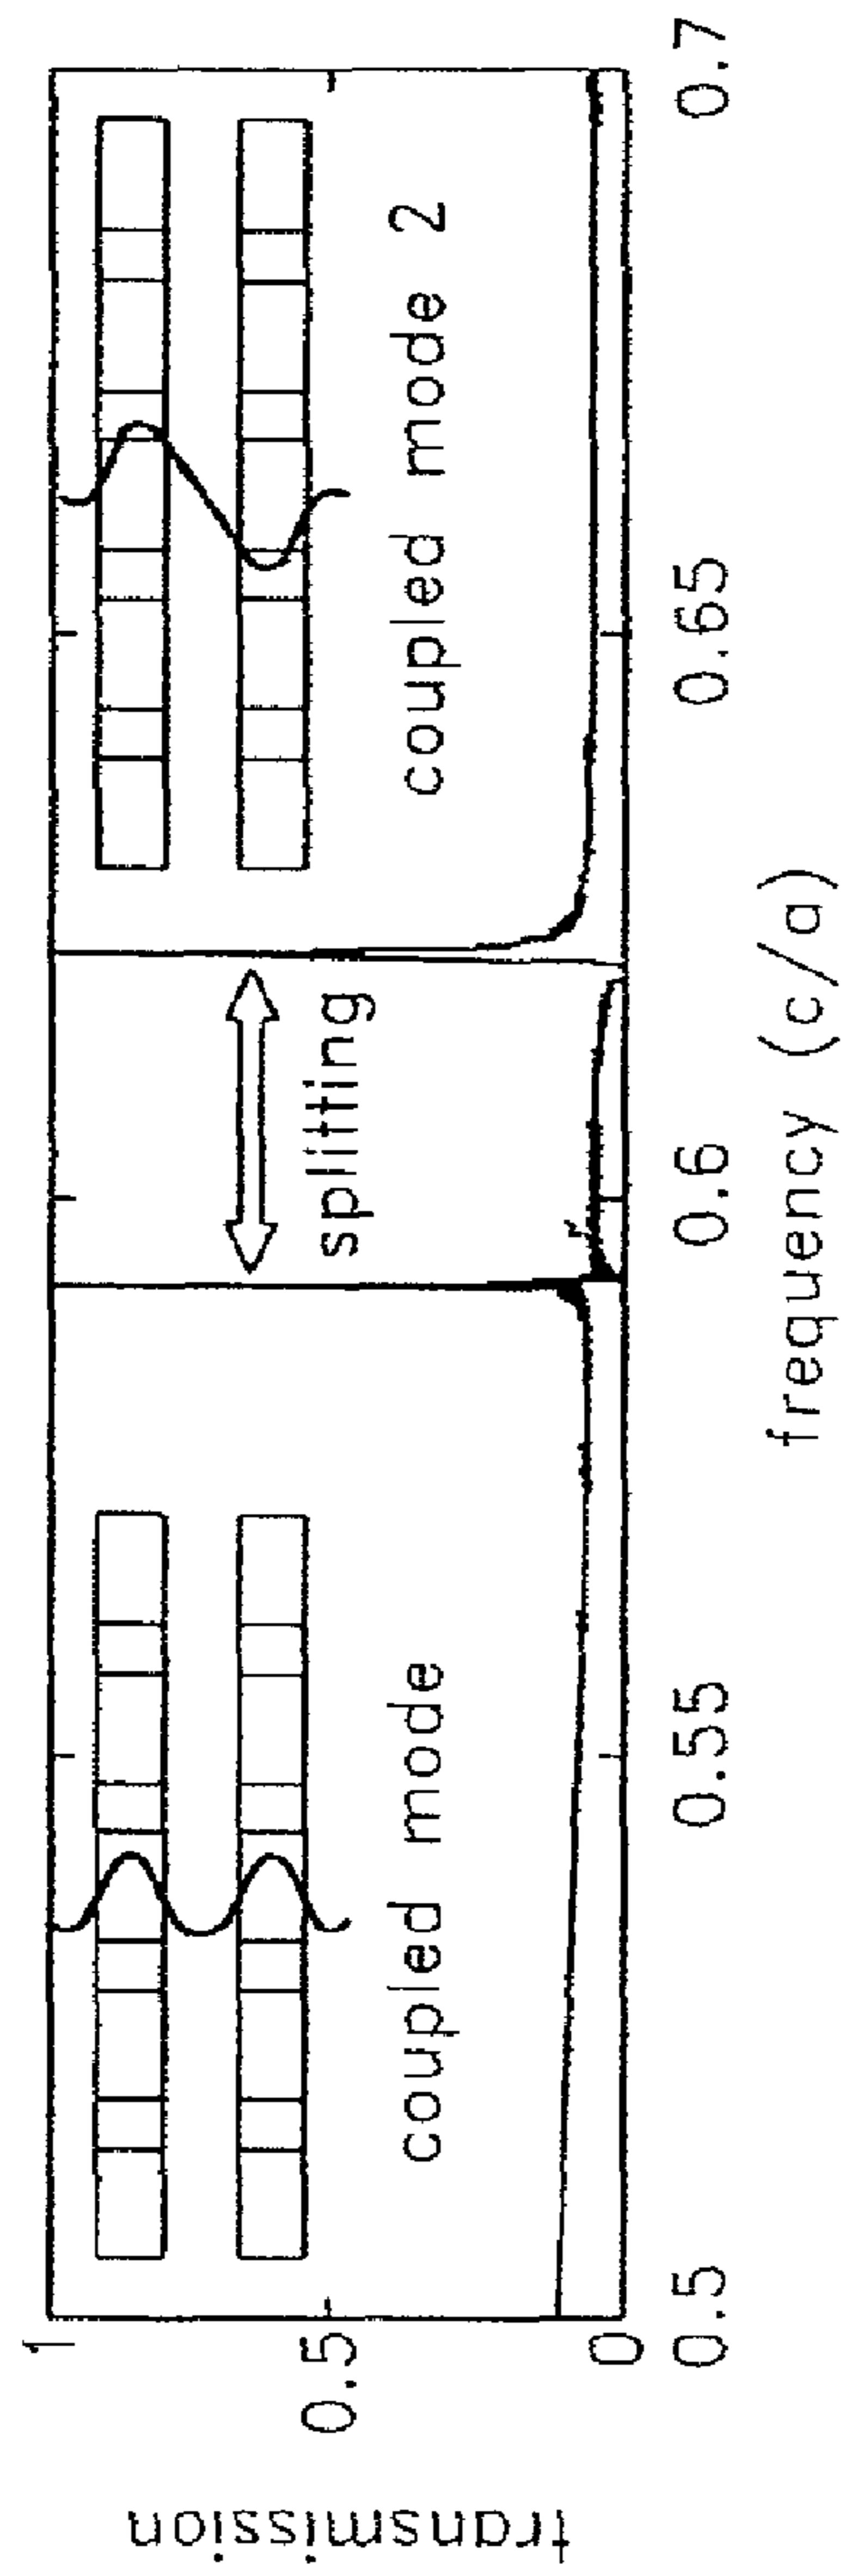 transmission
1
0.5
0
coupled mode
splitting
coupled mode 2
0.5
0.55
0.6
0.65
0.7
frequency (c/a)